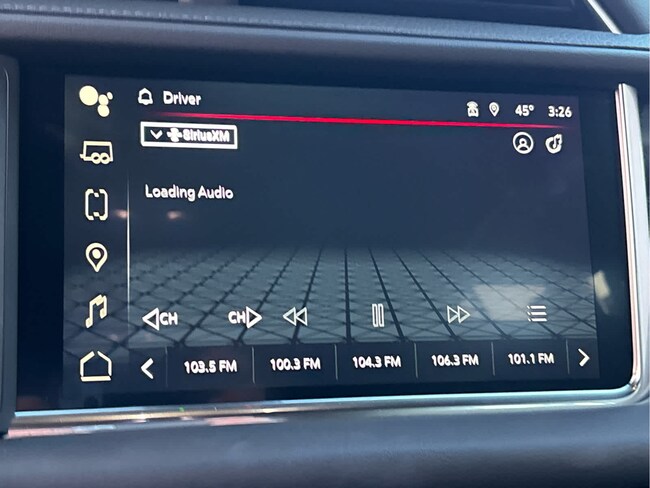 Driver
45° 3:26
SiriusXM
Loading Audio
CH CH
103.5 FM 100.3 FM 104.3 FM 106.3 FM 101.1 FM